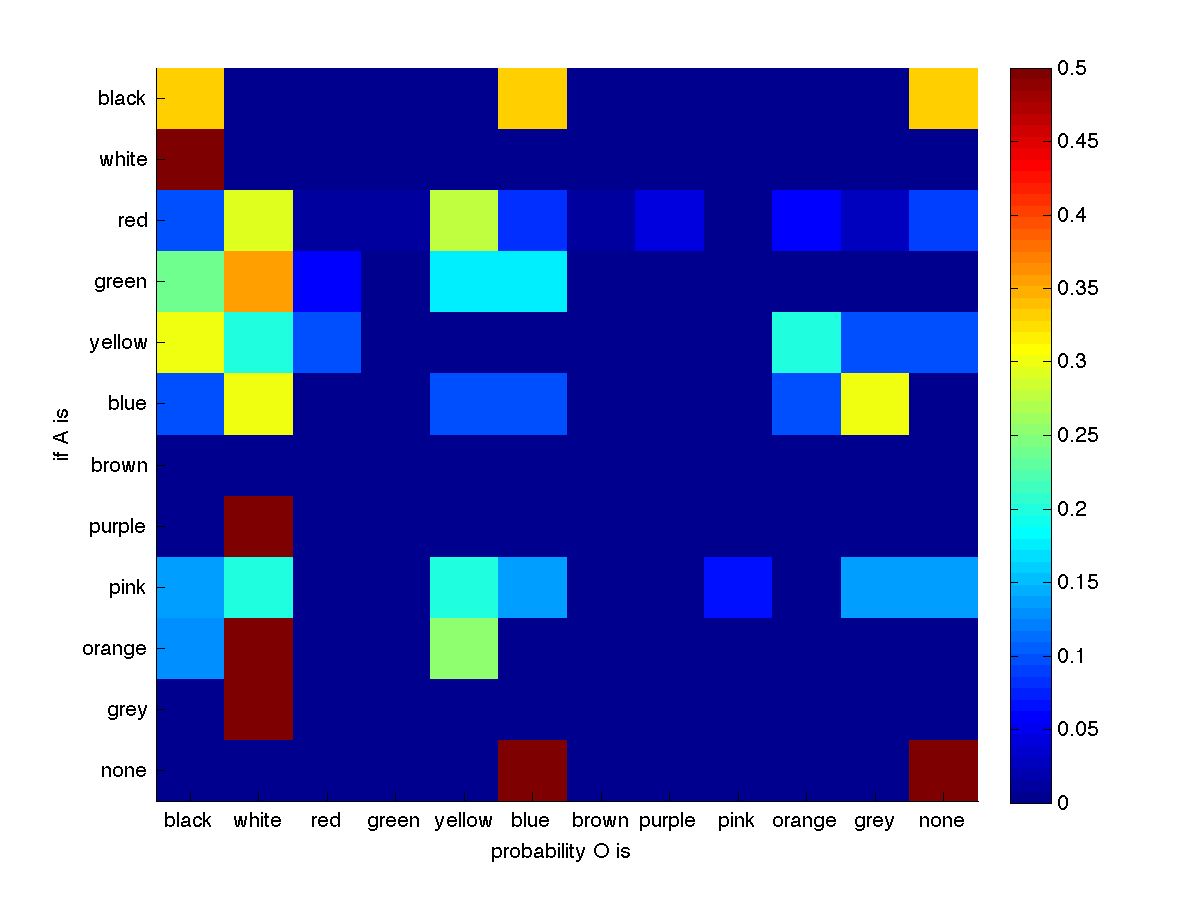 black
white
red
green
yellow
blue
brown
purple
pink
orange
grey
none
if A is
black white red green yellow blue brown purple pink orange grey none
probability O is
0.5
0.45
0.4
0.35
0.3
0.25
0.2
0.15
0.1
0.05
0